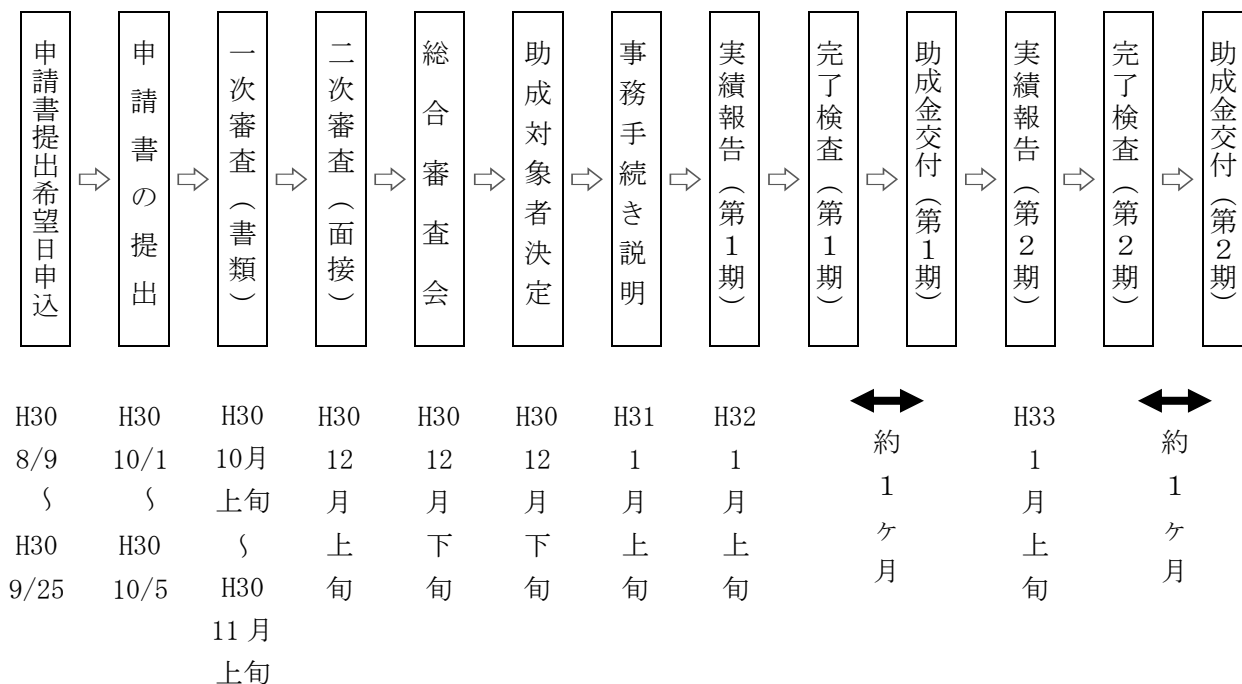 申請書提出希望日申込
申請書の提出
一次審査（書類）
二次審査（面接）
総合審査会
助成対象者決定
事務手続き説明
実績報告（第1期）
完了検査（第1期）
助成金交付（第1期）
実績報告（第2期）
完了検査（第2期）
助成金交付（第2期）
H30
8/9
～
H30
9/25
H30
10/1
～
H30
10/5
H30
10月
上旬
～
H30
11月
上旬
H30
12
月
上
旬
H30
12
月
下
旬
H30
12
月
下
旬
H31
1
月
上
旬
H32
1
月
上
旬
約
1
ヶ
月
H33
1
月
上
旬
約
1
ヶ
月